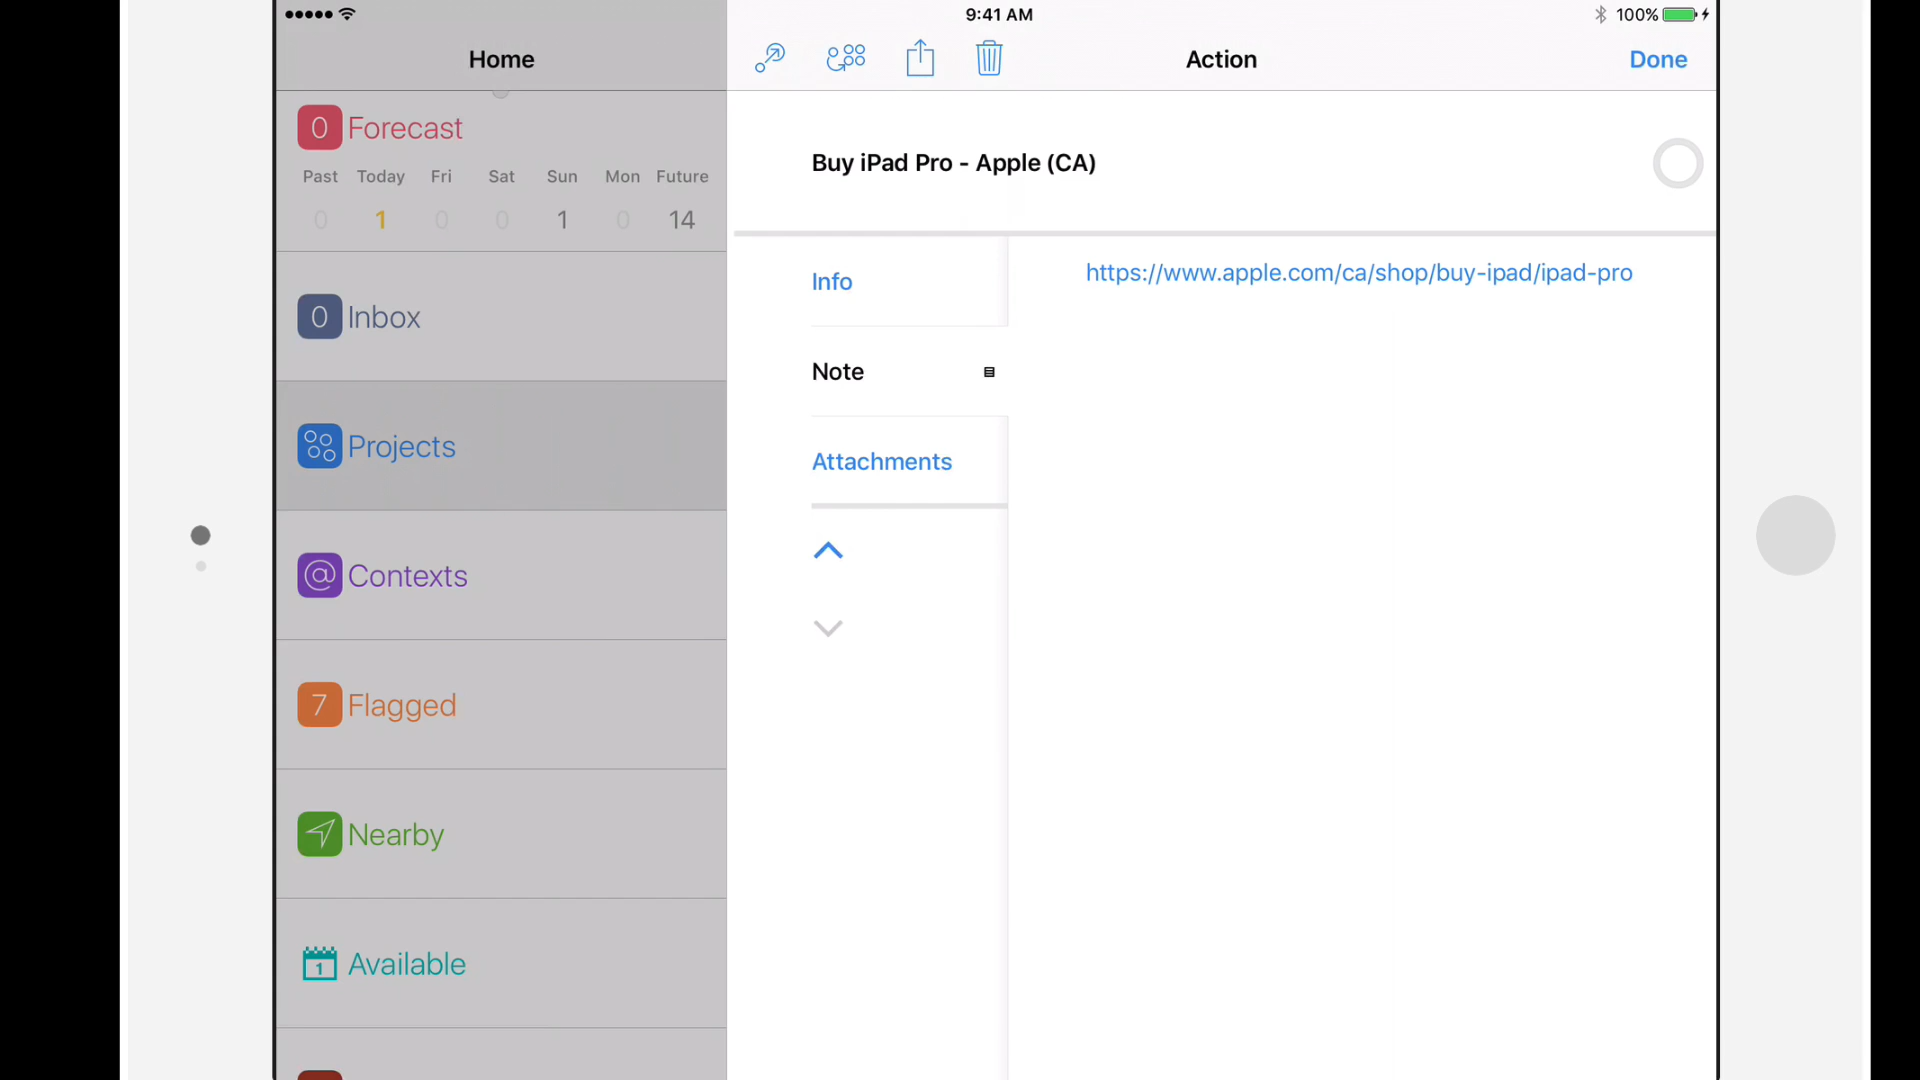 9:41 AM
100%
Home
Action
Done
0 Forecast
Past Today Fri Sat Sun Mon Future
0 1 0 0 1 0 14
0 Inbox
Projects
@ Contexts
7 Flagged
Nearby
1 Available
Buy iPad Pro - Apple (CA)
Info
Note
Attachments
https://www.apple.com/ca/shop/buy-ipad/ipad-pro